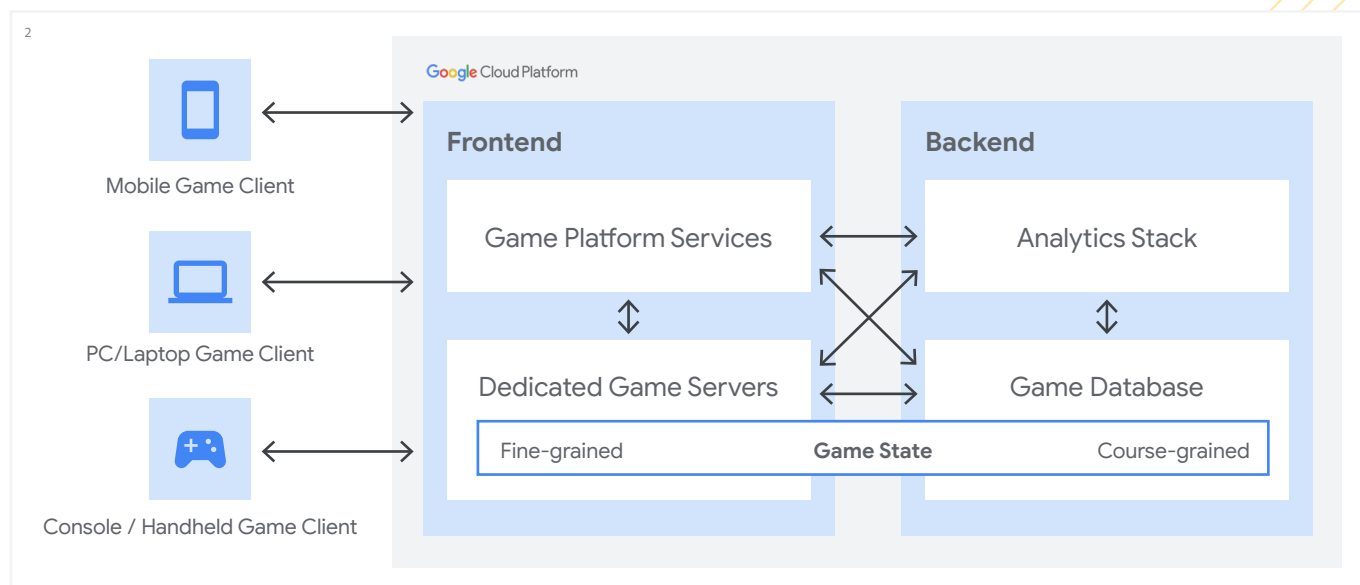 2
Google Cloud Platform
Mobile Game Client
PC/Laptop Game Client
Console / Handheld Game Client
Frontend
Game Platform Services
Dedicated Game Servers
Backend
Analytics Stack
Game Database
Fine-grained
Game State
Course-grained